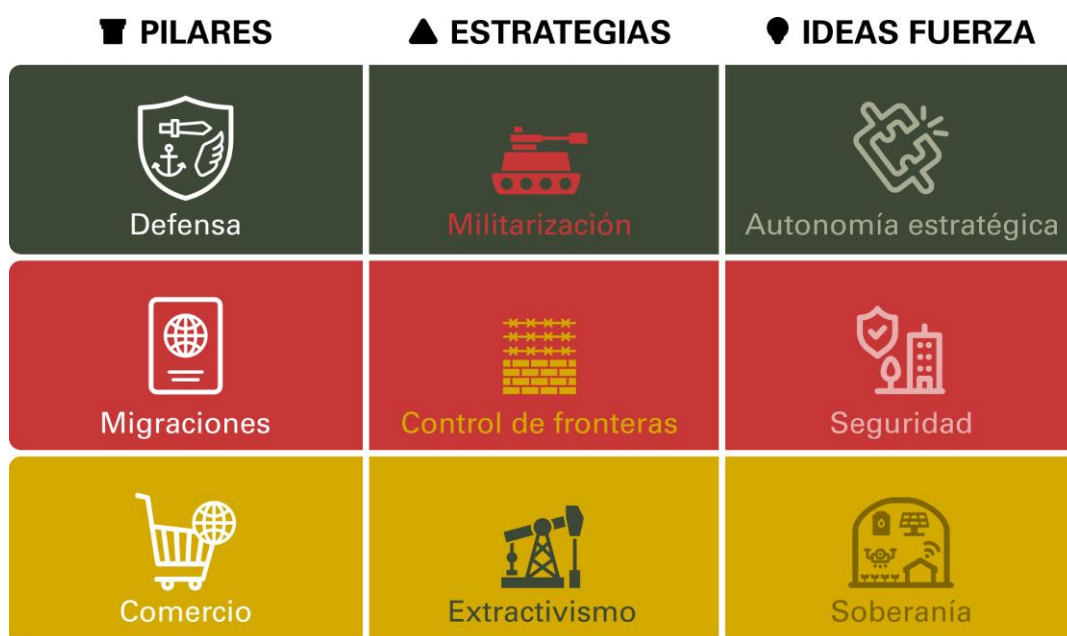 PILARES
ESTRATEGIAS
IDEAS FUERZA
Defensa
Militarización
Autonomía estratégica
Migraciones
Control de fronteras
Seguridad
Comercio
Extractivismo
Soberanía